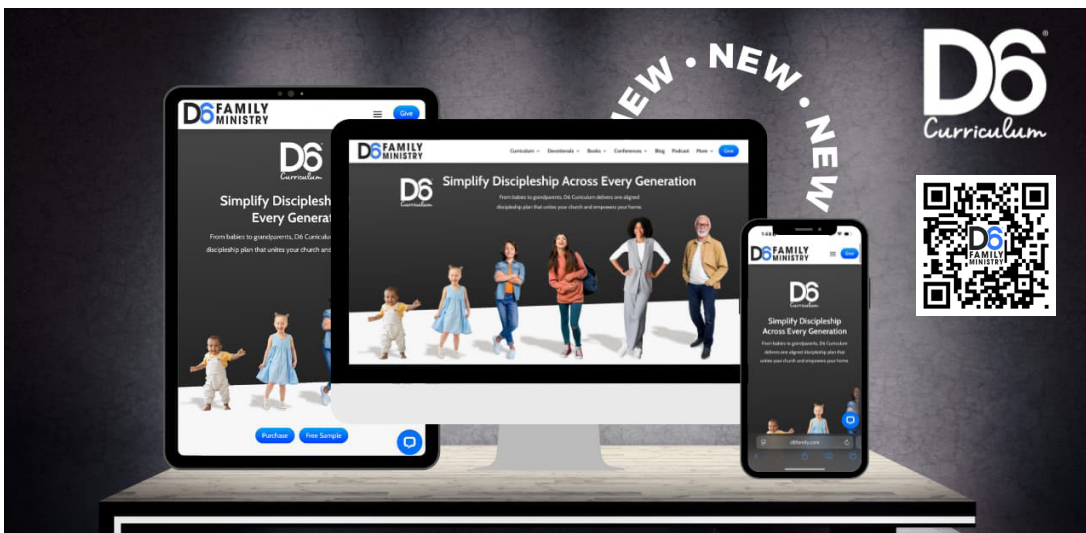 D6 FAMILY
MINISTRY
Give
D6
Curriculum
Simplify Discipleship
Every Generat
From babies to grandparents, D6 Curriculu
discipleship plan that unites your church and
Purchase
Free Sample
D6 FAMILY
MINISTRY
Curriculum
Devotionals
Books
Conferences
Blog
Podcast
More
Give
D6
Curriculum
Simplify Discipleship Across Every Generation
From babies to grandparents, D6 Curriculum delivers one aligned
discipleship plan that unites your church and empowers your home.
NEW • NEW • NEW
D6 FAMILY
MINISTRY
Give
D6
Curriculum
Simplify Discipleship
Across Every Generation
From babies to grandparents, D6 Curriculum
delivers one aligned discipleship plan that
unites your church and empowers your home.
d6family.com
D6®
Curriculum
D6
FAMILY
MINISTRY